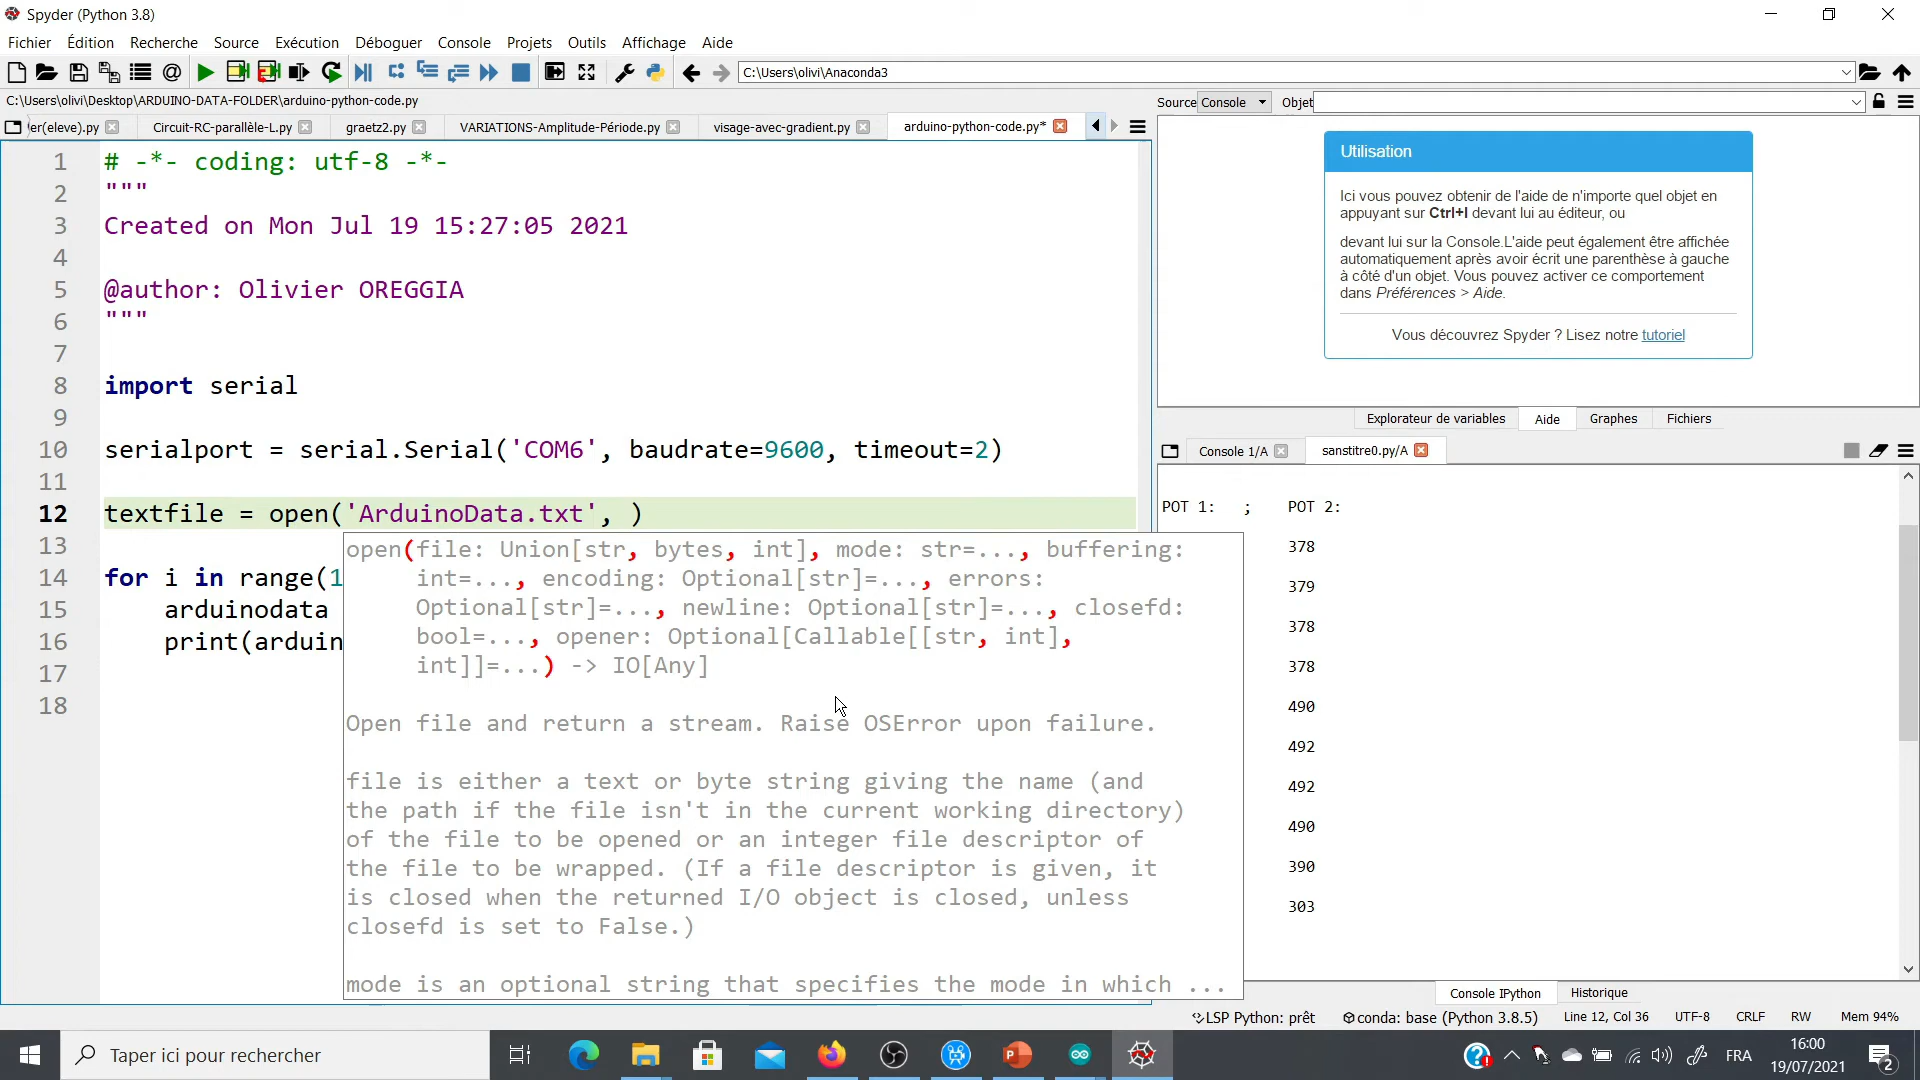 Spyder (Python 3.8)
Fichier Édition Recherche Source Exécution Déboguer Console Projets Outils Affichage Aide
C:\Users\olivi\Anaconda3
C:\Users\olivi\Desktop\ARDUINO-DATA-FOLDER\arduino-python-code.py
er(eleve).py Circuit-RC-parallèle-L.py graetz2.py VARIATIONS-Amplitude-Période.py visage-avec-gradient.py arduino-python-code.py*
1 # -*- coding: utf-8 -*-
2 """
3 Created on Mon Jul 19 15:27:05 2021
4
5 @author: Olivier OREGGIA
6 """
7
8 import serial
9
10 serialport = serial.Serial('COM6', baudrate=9600, timeout=2)
11
12 textfile = open('ArduinoData.txt', )
13
14 for i in range(1
15 arduinodata
16 print(arduin
17
18
open(file: Union[str, bytes, int], mode: str=..., buffering:
int=..., encoding: Optional[str]=..., errors:
Optional[str]=..., newline: Optional[str]=..., closefd:
bool=..., opener: Optional[Callable[[str, int],
int]]=...) -> IO[Any]
Open file and return a stream. Raise OSError upon failure.
file is either a text or byte string giving the name (and
the path if the file isn't in the current working directory)
of the file to be opened or an integer file descriptor of
the file to be wrapped. (If a file descriptor is given, it
is closed when the returned I/O object is closed, unless
closefd is set to False.)
mode is an optional string that specifies the mode in which ...
Source Console Objet
Utilisation
Ici vous pouvez obtenir de l'aide de n'importe quel objet en
appuyant sur Ctrl+I devant lui au éditeur, ou
devant lui sur la Console.L'aide peut également être affichée
automatiquement après avoir écrit une parenthèse à gauche
à côté d'un objet. Vous pouvez activer ce comportement
dans Préférences > Aide.
Vous découvrez Spyder ? Lisez notre tutoriel
Explorateur de variables Aide Graphes Fichiers
Console 1/A sanstitre0.py/A
POT 1: ; POT 2:
378
379
378
378
490
492
492
490
390
303
Console IPython Historique
LSP Python: prêt conda: base (Python 3.8.5) Line 12, Col 36 UTF-8 CRLF RW Mem 94%
Taper ici pour rechercher
FRA
16:00
19/07/2021
2